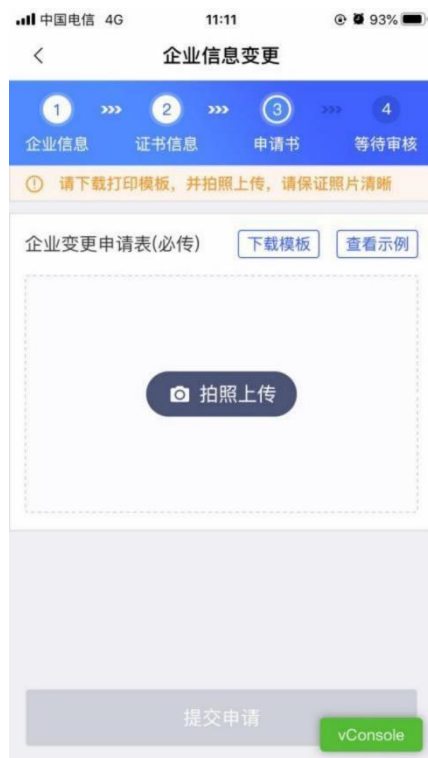 中国电信 4G 11:11 93%
企业信息变更
1 2 3 4
企业信息 证书信息 申请书 等待审核
请下载打印模板，并拍照上传，请保证照片清晰
企业变更申请表(必传) 下载模板 查看示例
拍照上传
提交申请
vConsole